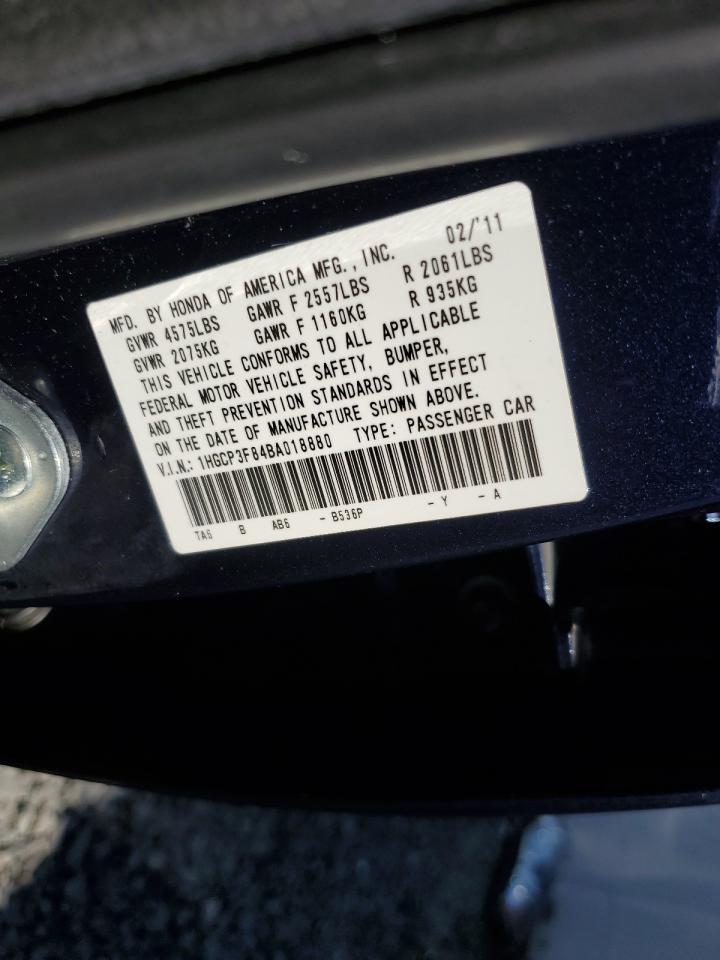 MFD. BY HONDA OF AMERICA MFG., INC. 02/'11
GVWR 4575LBS GAWR F 2557LBS R 2061LBS
GVWR 2075KG GAWR F 1160KG R 935KG
THIS VEHICLE CONFORMS TO ALL APPLICABLE
FEDERAL MOTOR VEHICLE SAFETY, BUMPER,
AND THEFT PREVENTION STANDARDS IN EFFECT
ON THE DATE OF MANUFACTURE SHOWN ABOVE.
V.I.N.: 1HGCP3F84BA018880 TYPE: PASSENGER CAR
TA6 B AB6 - B536P - Y - A